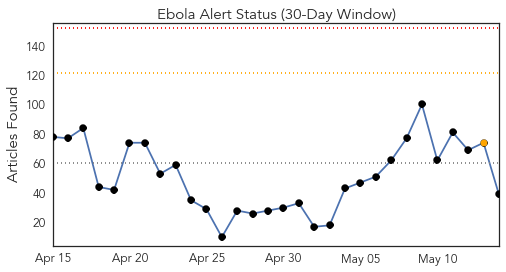 Ebola Alert Status (30-Day Window)
Articles Found
140
120
100
80
60
40
20
Apr 15
Apr 20
Apr 25
Apr 30
May 05
May 10